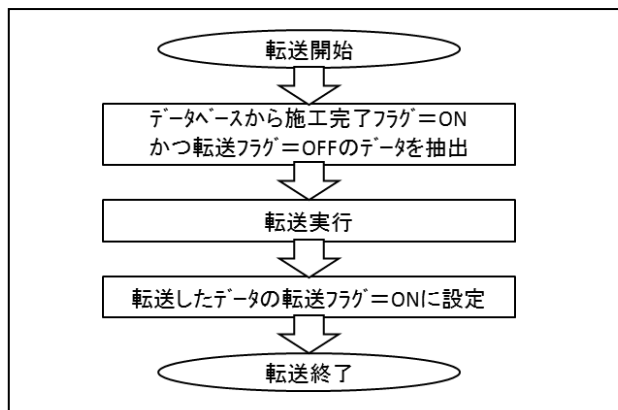 転送開始
ﾃﾞｰﾀﾍﾞｰｽから施工完了ﾌﾗｸﾞ=ON
かつ転送ﾌﾗｸﾞ=OFFのﾃﾞｰﾀを抽出
転送実行
転送したﾃﾞｰﾀの転送ﾌﾗｸﾞ=ONに設定
転送終了